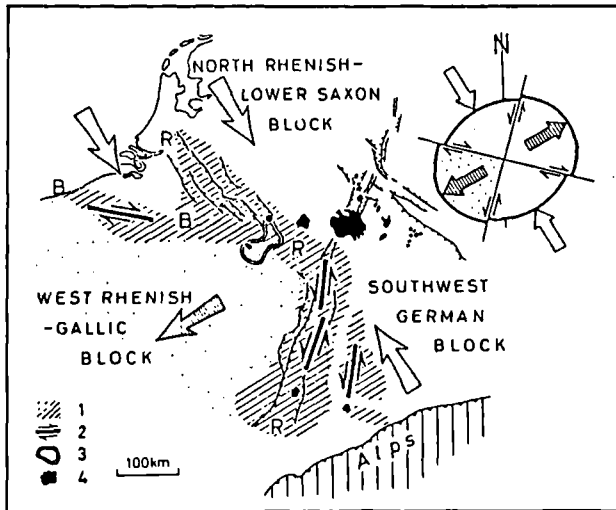 N
NORTH RHENISH-
LOWER SAXON
BLOCK
R
B
B
R
WEST RHENISH
-GALLIC
BLOCK
SOUTHWEST
GERMAN
BLOCK
R
Alps
1
2
3
4
100km